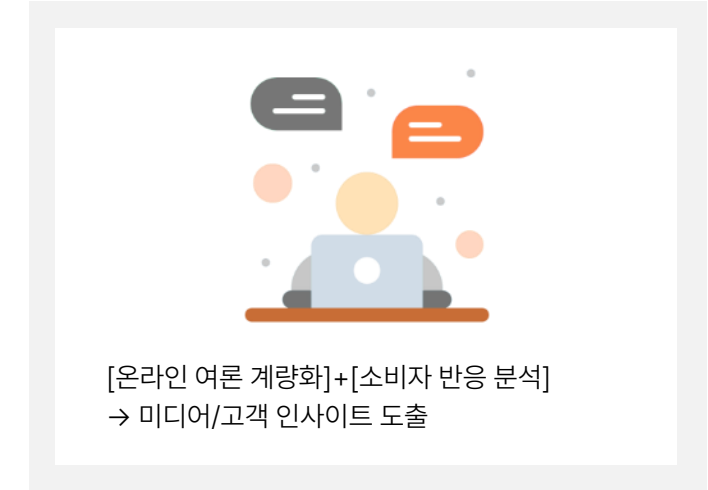 [온라인 여론 계량화]+[소비자 반응 분석]
→ 미디어/고객 인사이트 도출